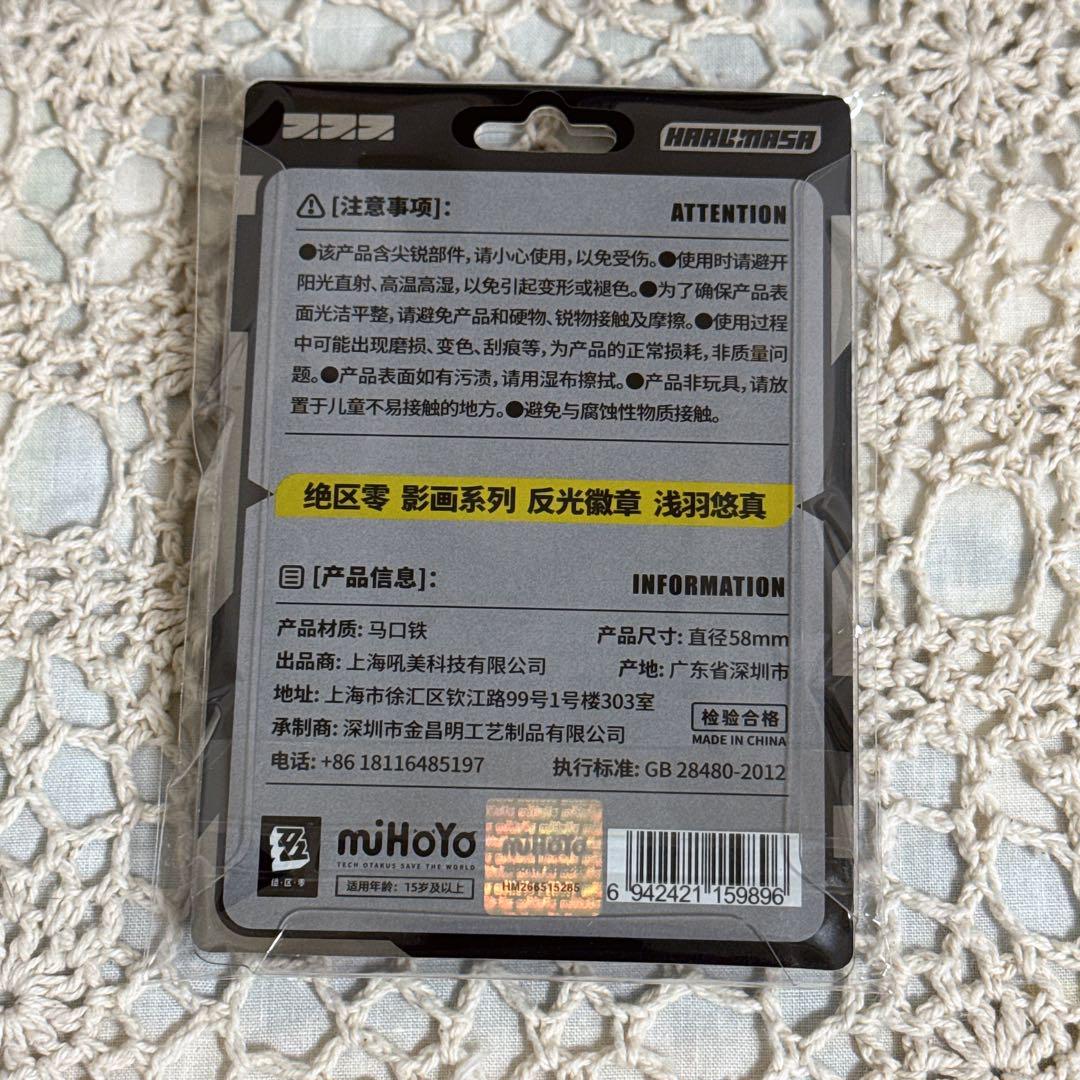 HARUMASA
[注意事项]:
ATTENTION
●该产品含尖锐部件,请小心使用,以免受伤。●使用时请避开
阳光直射、高温高湿,以免引起变形或褪色。●为了确保产品表
面光洁平整,请避免产品和硬物、锐物接触及摩擦。●使用过程
中可能出现磨损、变色、刮痕等,为产品的正常损耗,非质量问
题。●产品表面如有污渍,请用湿布擦拭。●产品非玩具,请放
置于儿童不易接触的地方。●避免与腐蚀性物质接触。
绝区零 影画系列 反光徽章 浅羽悠真
[产品信息]:
INFORMATION
产品材质: 马口铁
产品尺寸: 直径58mm
出品商: 上海吼美科技有限公司
产地: 广东省深圳市
地址: 上海市徐汇区钦江路99号1号楼303室
检验合格
承制商: 深圳市金昌明工艺制品有限公司
MADE IN CHINA
电话: +86 18116485197
执行标准: GB 28480-2012
绝·区·零
miHoYo
TECH OTAKUS SAVE THE WORLD
适用年龄: 15岁及以上
miHoYo
HM266515285
6 942421 159896